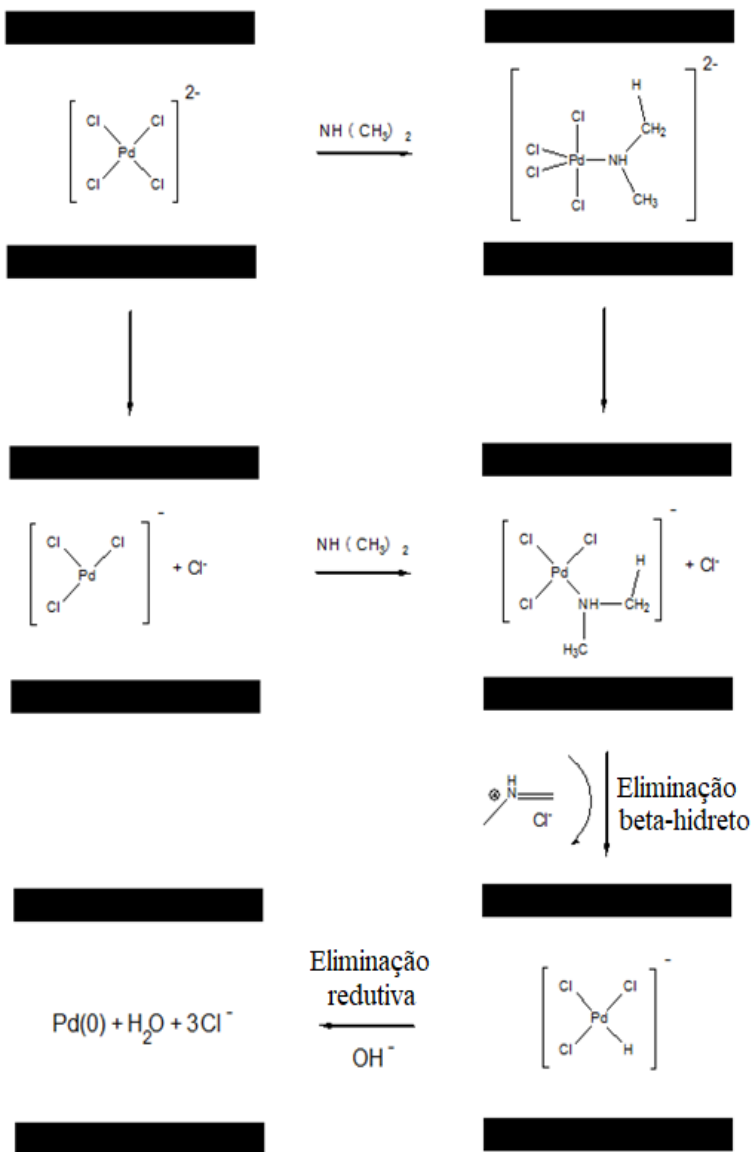 [Cl Cl Pd Cl Cl]2-
NH(CH3)2
[Cl Cl Cl Cl Pd NH CH2 H CH3]2-
[Cl Cl Pd Cl]- + Cl-
NH(CH3)2
[Cl Cl Pd Cl NH CH2 H H3C]- + Cl-
⊕ H N Cl-
Eliminação
beta-hidreto
Eliminação
redutiva
OH-
Pd(0) + H2O + 3Cl-
[Cl Cl Pd Cl H]-